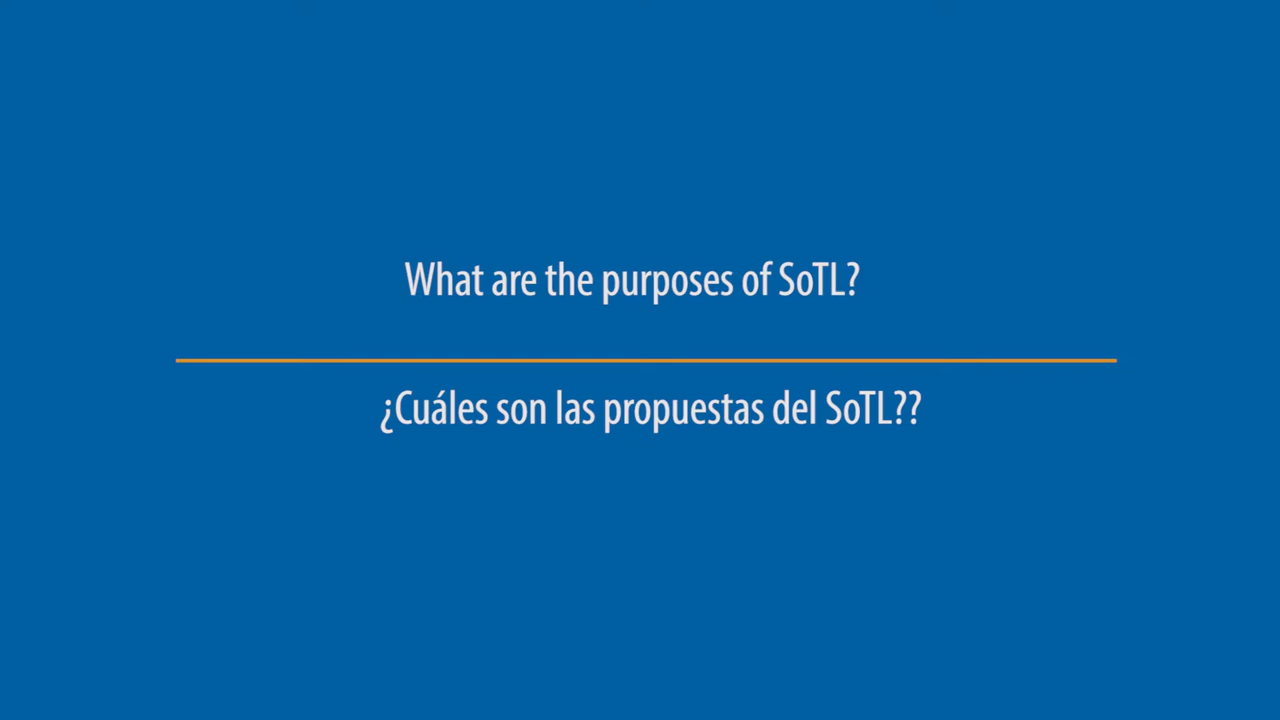 What are the purposes of SoTL?
¿Cuáles son las propuestas del SoTL??